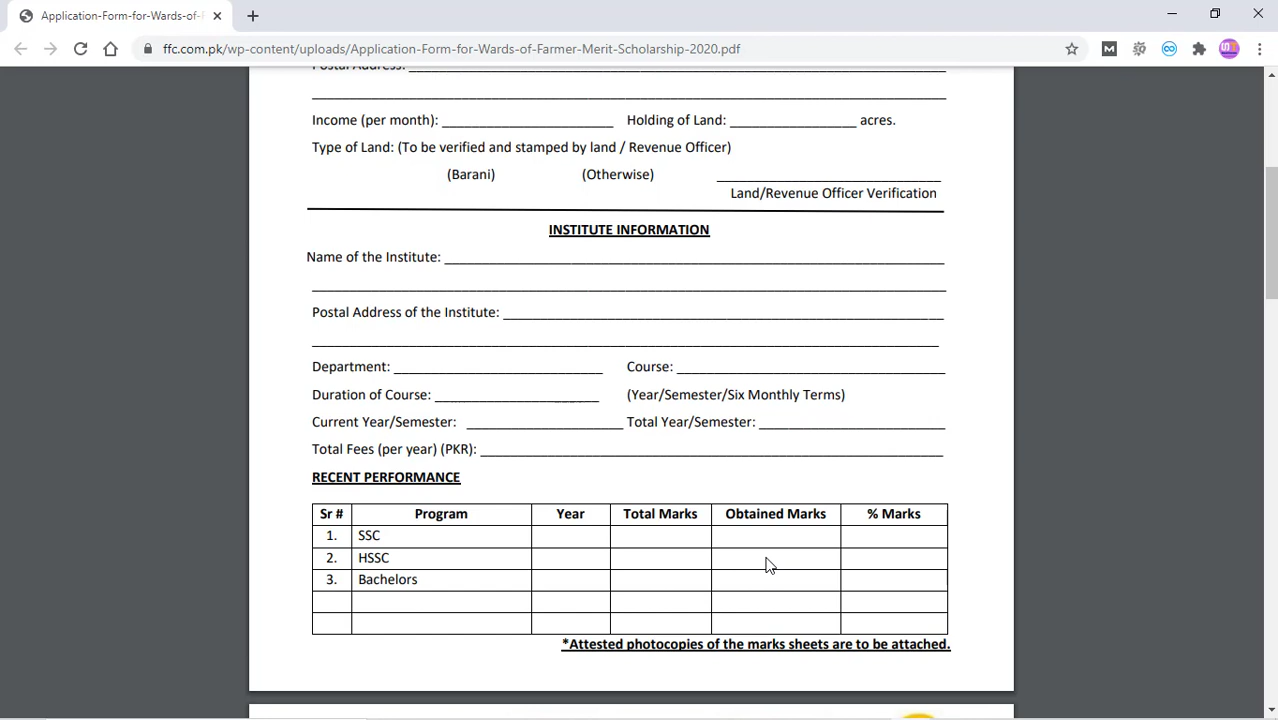 Application-Form-for-Wards-of-F
ffc.com.pk/wp-content/uploads/Application-Form-for-Wards-of-Farmer-Merit-Scholarship-2020.pdf
Postal Address:
Income (per month): Holding of Land: acres.
Type of Land: (To be verified and stamped by land / Revenue Officer)
(Barani) (Otherwise)
Land/Revenue Officer Verification
INSTITUTE INFORMATION
Name of the Institute:
Postal Address of the Institute:
Department: Course:
Duration of Course: (Year/Semester/Six Monthly Terms)
Current Year/Semester: Total Year/Semester:
Total Fees (per year) (PKR):
RECENT PERFORMANCE
Sr # Program Year Total Marks Obtained Marks % Marks
1. SSC
2. HSSC
3. Bachelors
*Attested photocopies of the marks sheets are to be attached.